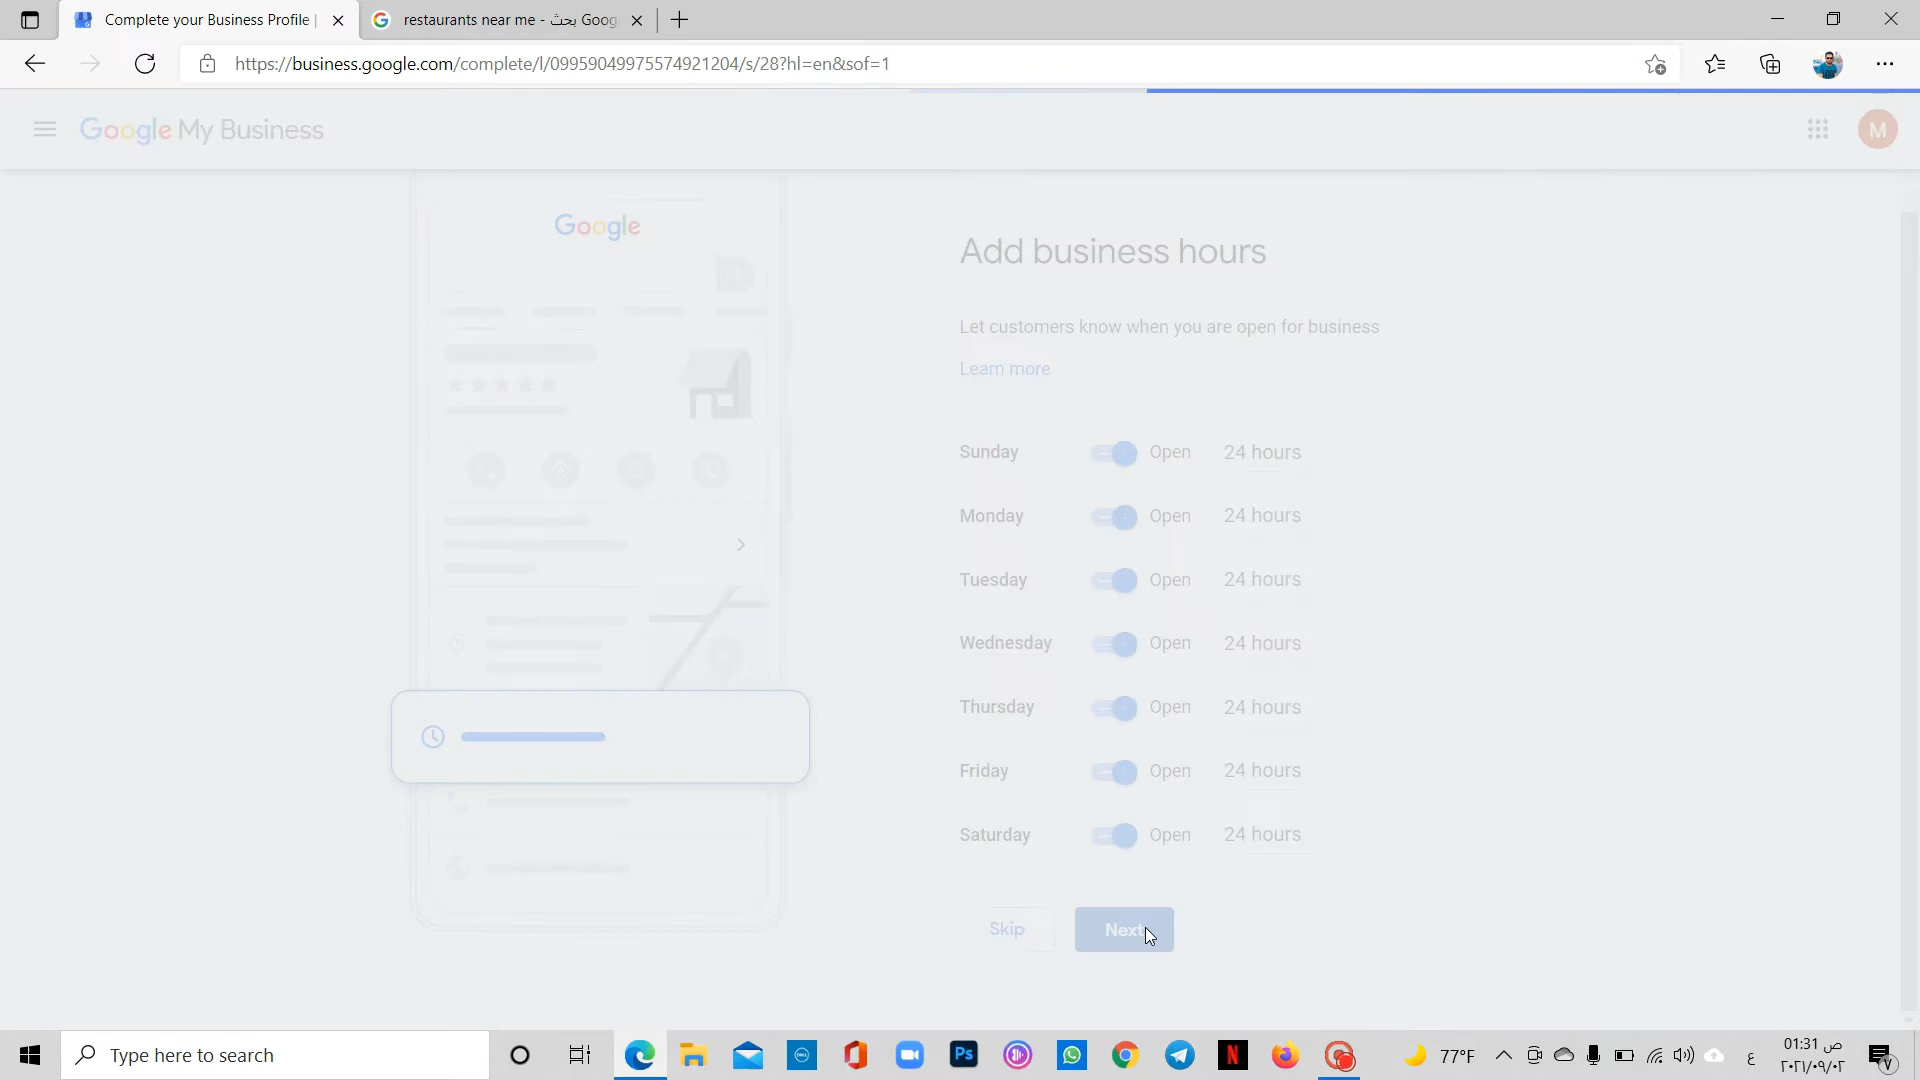 Complete your Business Profile |
restaurants near me - بحث Goog
https://business.google.com/complete/l/09959049975574921204/s/28?hl=en&sof=1
Google My Business
M
Google
Add business hours
Let customers know when you are open for business
Learn more
Sunday Open 24 hours
Monday Open 24 hours
Tuesday Open 24 hours
Wednesday Open 24 hours
Thursday Open 24 hours
Friday Open 24 hours
Saturday Open 24 hours
Skip Next
Type here to search
DELL
Ps
N
77°F
ع
01:31 ص
٢٠٢١/٠٩/٠٢
٧